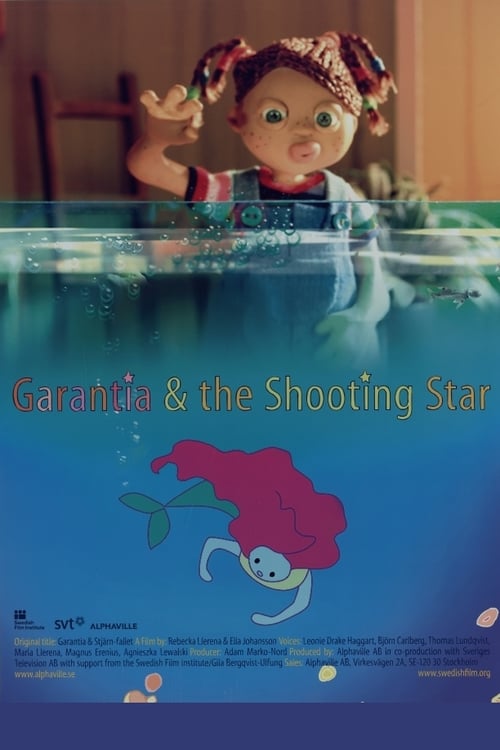 Garantia & the Shooting Star
Swedish
Film Institute
svt
ALPHAVILLE
Original title: Garantia & Stjärn-fallet A Film by: Rebecka LLerena & Ella Johansson Voices: Leonie Drake Haggart, Björn Carlberg, Thomas Lundqvist,
Maria Llerena, Magnus Erenius, Agnieszka Lewalski Producer: Adam Marko-Nord Produced by: Alphaville AB in co-production with Sveriges
Television AB with support from the Swedish Film institute/Gila Bergqvist-Ulfung Sales: Alphaville AB, Virkesvägen 2A, SE-120 30 Stockholm
www.alphaville.se
www.swedishfilm.org